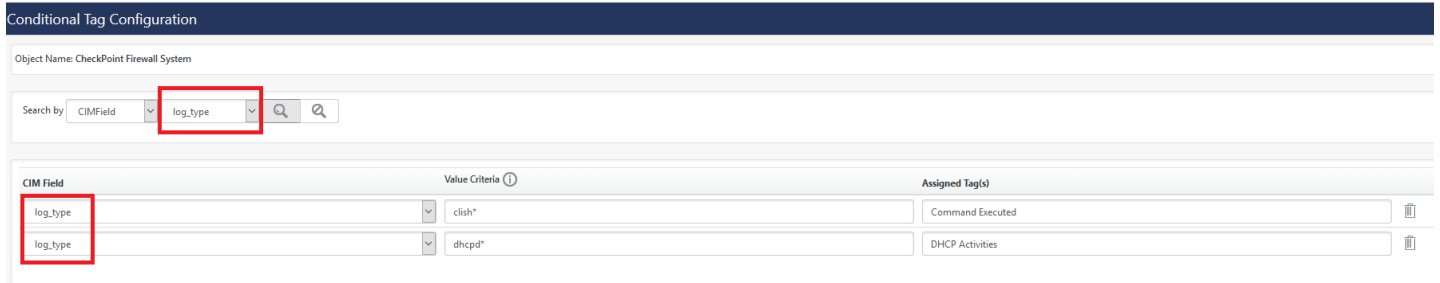 Conditional Tag Configuration
Object Name: CheckPoint Firewall System
Search by CIMField log_type
CIM Field Value Criteria Assigned Tag(s)
log_type clish* Command Executed
log_type dhcpd* DHCP Activities